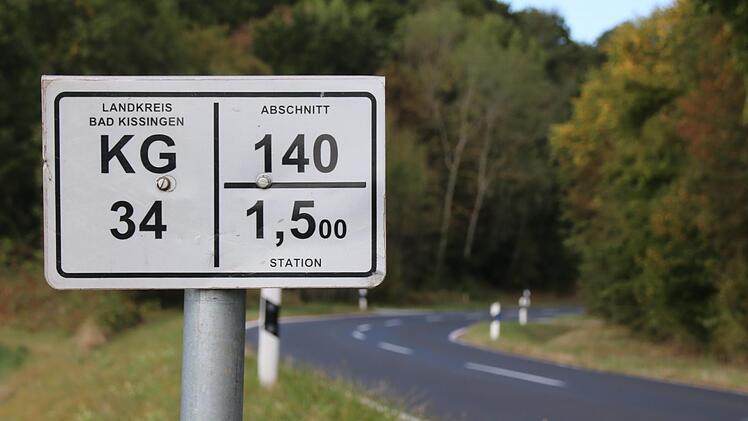 LANDKREIS
BAD KISSINGEN
KG
34
ABSCHNITT
140
1,500
STATION